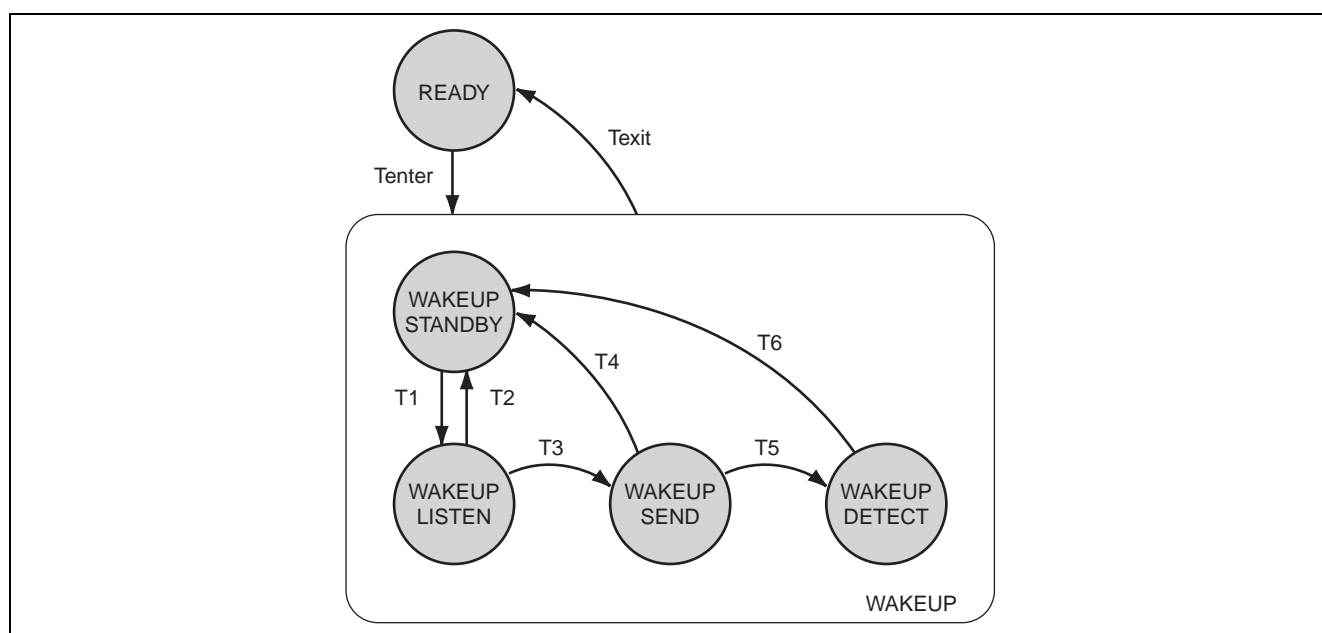 READY
Texit
Tenter
WAKEUP
STANDBY
T6
T4
T1
T2
T3
T5
WAKEUP
LISTEN
WAKEUP
SEND
WAKEUP
DETECT
WAKEUP